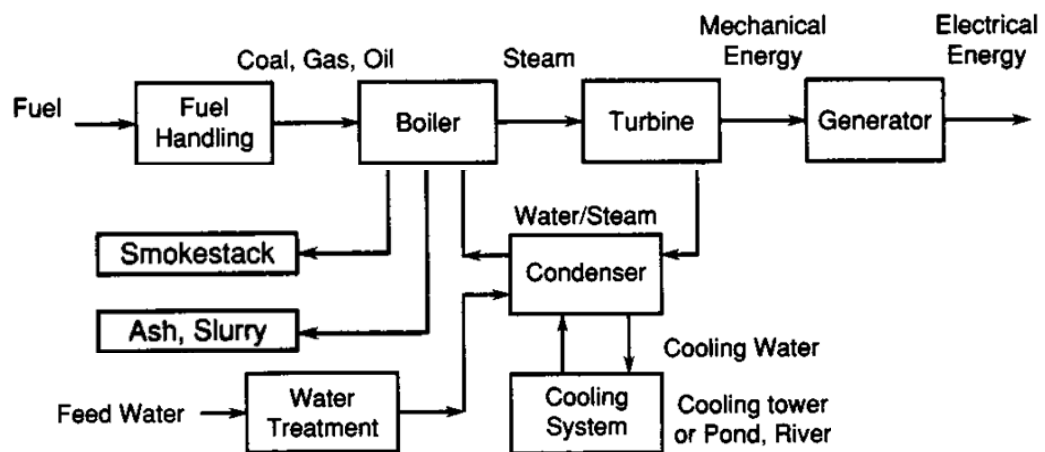 Mechanical
Energy
Electrical
Energy
Coal, Gas, Oil
Steam
Fuel
Fuel
Handling
Boiler
Turbine
Generator
Water/Steam
Smokestack
Condenser
Ash, Slurry
Cooling Water
Feed Water
Water
Treatment
Cooling
System
Cooling tower
or Pond, River